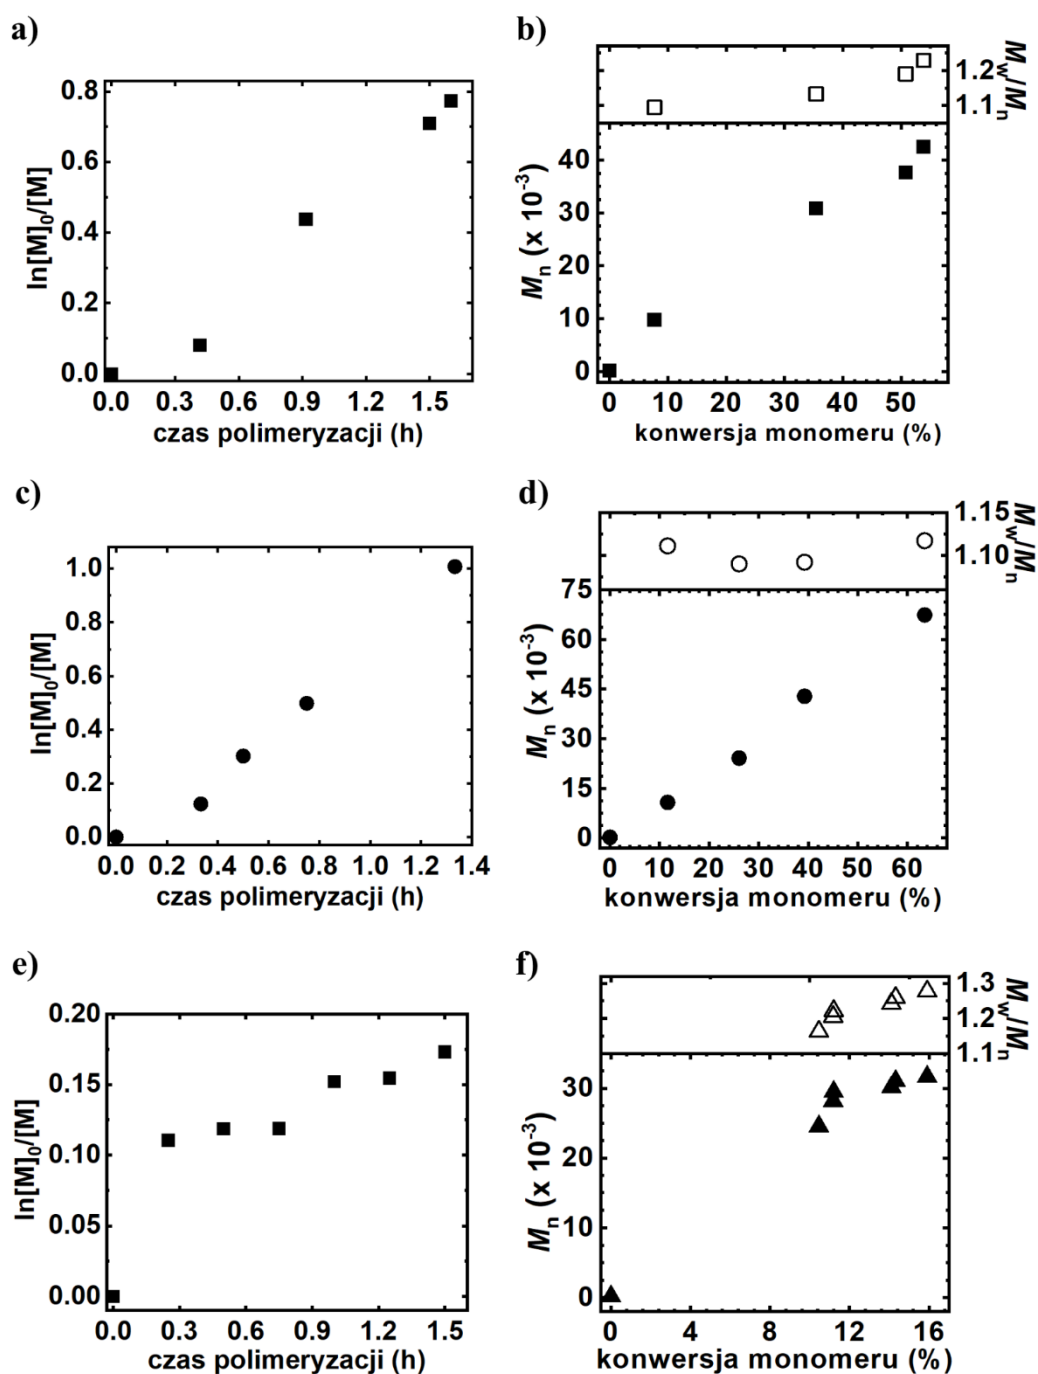 a)
ln[M]₀/[M]
0.8
0.6
0.4
0.2
0.0
0.0 0.3 0.6 0.9 1.2 1.5
czas polimeryzacji (h)
b)
1.2
1.1
Mw/Mn
Mn (x 10⁻³)
40
30
20
10
0
0 10 20 30 40 50
konwersja monomeru (%)
c)
ln[M]₀/[M]
1.0
0.8
0.6
0.4
0.2
0.0
0.0 0.2 0.4 0.6 0.8 1.0 1.2 1.4
czas polimeryzacji (h)
d)
1.15
1.10
Mw/Mn
Mn (x 10⁻³)
75
60
45
30
15
0
0 10 20 30 40 50 60
konwersja monomeru (%)
e)
ln[M]₀/[M]
0.20
0.15
0.10
0.05
0.00
0.0 0.3 0.6 0.9 1.2 1.5
czas polimeryzacji (h)
f)
1.3
1.2
1.1
Mw/Mn
Mn (x 10⁻³)
30
20
10
0
0 4 8 12 16
konwersja monomeru (%)